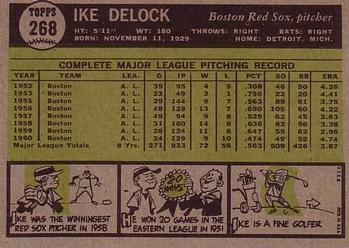 TOPPS
268
IKE DELOCK
Boston Red Sox, pitcher
HT: 5'11" WT: 180 THROWS: RIGHT BATS: RIGHT
BORN: NOVEMBER 11, 1929 HOME: DETROIT, MICH.
COMPLETE MAJOR LEAGUE PITCHING RECORD
YEAR TEAM LEA. G IP W L PCT. SO BB ERA
1952 Boston A. L. 39 95 4 9 .308 46 50 4.26
1953 Boston A. L. 23 49 3 1 .750 22 20 4.41
1955 Boston A. L. 29 144 9 7 .563 88 61 3.75
1956 Boston A. L. 48 128 13 7 .650 105 80 4.22
1957 Boston A. L. 49 94 9 8 .529 62 45 3.83
1958 Boston A. L. 31 160 14 8 .636 82 56 3.38
1959 Boston A. L. 28 134 11 6 .647 55 62 2.96
1960 Boston A. L. 24 129 9 10 .474 49 52 4.74
Major League Totals 8 Yrs. 271 933 72 56 .563 509 426 3.87
IKE WAS THE WINNINGEST
RED SOX PITCHER IN
1958
20
WINS
HE WON 20 GAMES IN THE
EASTERN LEAGUE IN 1951
IKE IS A FINE GOLFER